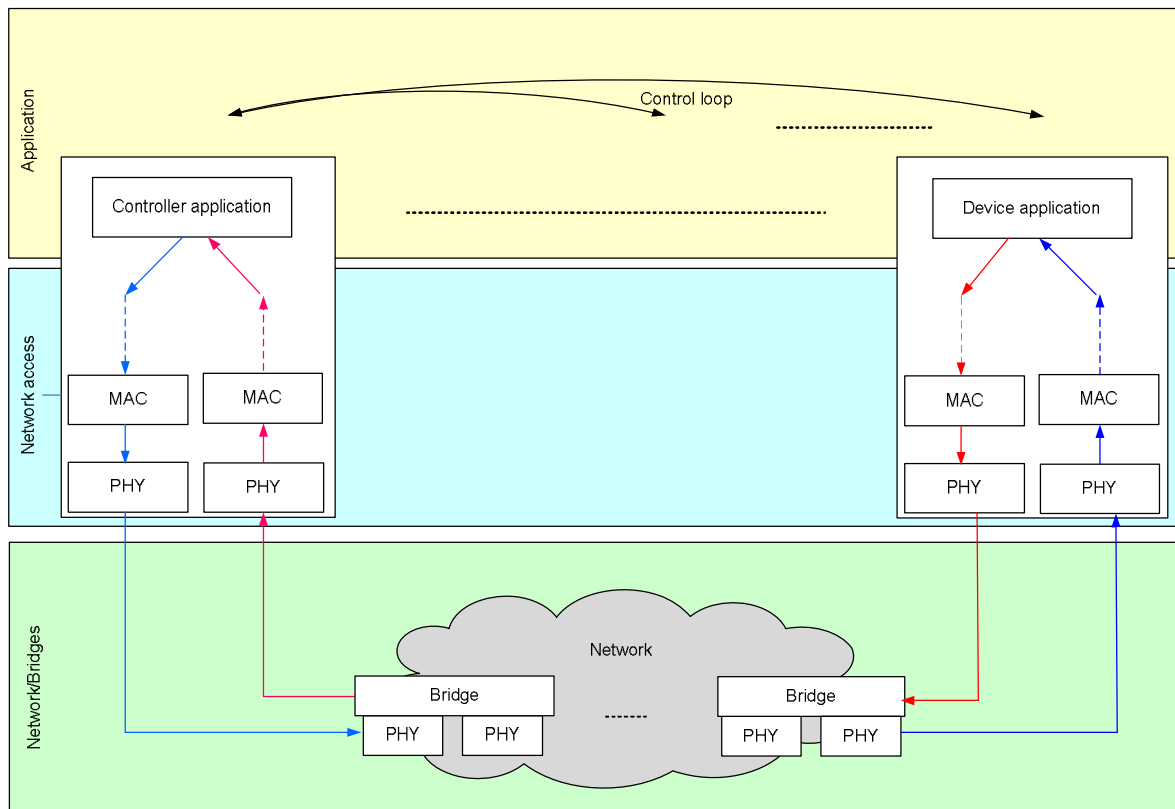 Application
Control loop
Controller application
Device application
Network access
MAC
MAC
MAC
MAC
PHY
PHY
PHY
PHY
Network/Bridges
Network
Bridge
Bridge
PHY
PHY
PHY
PHY